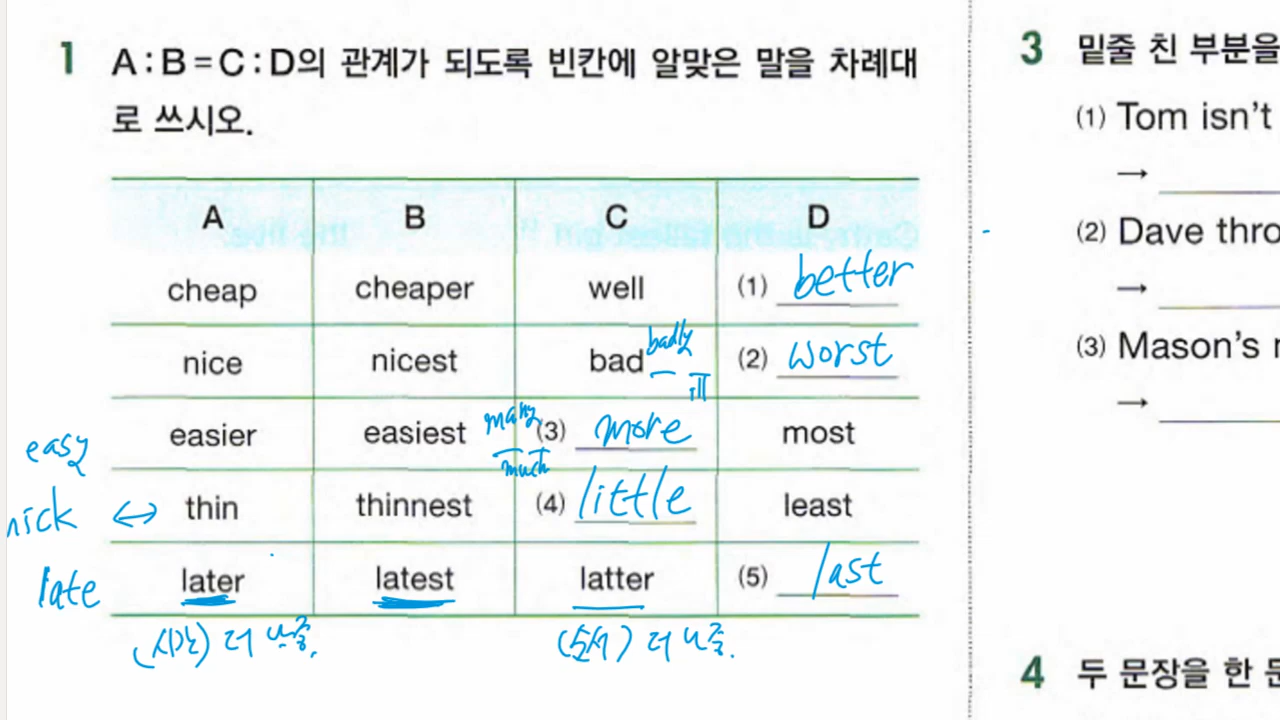 1 A : B = C : D의 관계가 되도록 빈칸에 알맞은 말을 차례대
로 쓰시오.
A B C D
cheap cheaper well (1) better
nice nicest bad badly ill (2) worst
easy easier easiest many much (3) more most
hick ↔ thin thinnest (4) little least
late later latest latter (5) last
(시간) 더 늦은. (순서) 더 나중.
3 밑줄 친 부분을
(1) Tom isn't
→
(2) Dave thro
→
(3) Mason's
→
4 두 문장을 한